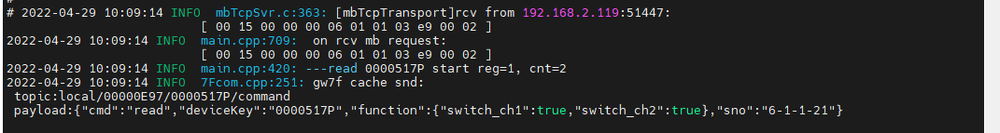 #
# 2022-04-29 10:09:14 INFO  mbTcpSvr.c:363: [mbTcpTransport]rcv from 192.168.2.119:51447:
[ 00 15 00 00 00 06 01 01 03 e9 00 02 ]
2022-04-29 10:09:14 INFO  main.cpp:709:  on rcv mb request:
[ 00 15 00 00 00 06 01 01 03 e9 00 02 ]
2022-04-29 10:09:14 INFO  main.cpp:420: ---read 0000517P start reg=1, cnt=2
2022-04-29 10:09:14 INFO  7Fcom.cpp:251: gw7f cache snd:
topic:local/00000E97/0000517P/command
payload:{"cmd":"read","deviceKey":"0000517P","function":{"switch_ch1":true,"switch_ch2":true},"sno":"6-1-1-21"}